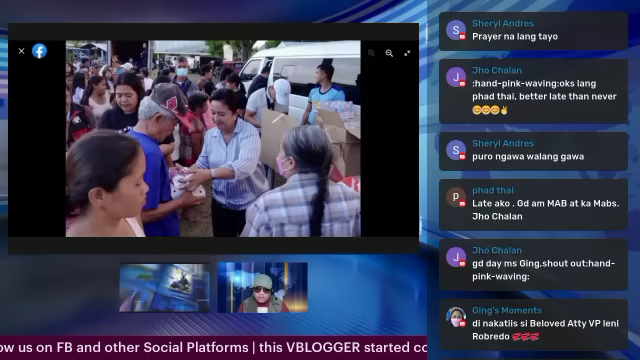 Sheryl Andres
Prayer na lang tayo
Jho Chalan
:hand-pink-waving:oks lang
phad thai, better late than never
😊😊😊✌
Sheryl Andres
puro ngawa walang gawa
phad thai
Late ako . Gd am MAB at ka Mabs.
Jho Chalan
Jho Chalan
gd day ms Ging,shout out:hand-
pink-waving:
Ging's Moments
di nakatiis si Beloved Atty VP leni
Robredo 💋💋💋
ow us on FB and other Social Platforms | this VBLOGGER started co